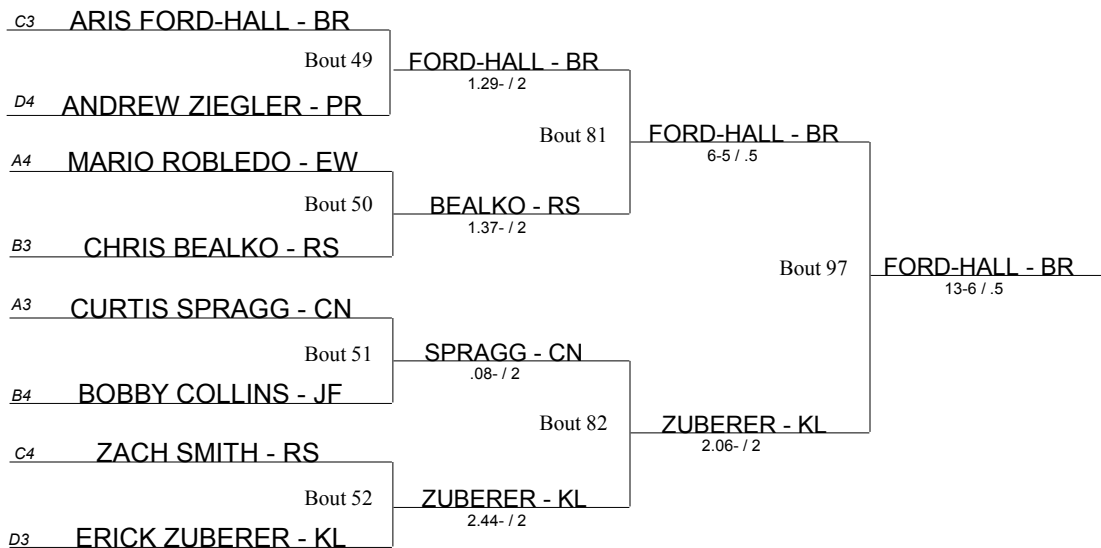 C3 ARIS FORD-HALL - BR
Bout 49
FORD-HALL - BR
1.29- / 2
D4 ANDREW ZIEGLER - PR
Bout 81
FORD-HALL - BR
6-5 / .5
A4 MARIO ROBLEDO - EW
Bout 50
BEALKO - RS
1.37- / 2
B3 CHRIS BEALKO - RS
Bout 97
FORD-HALL - BR
13-6 / .5
A3 CURTIS SPRAGG - CN
Bout 51
SPRAGG - CN
.08- / 2
B4 BOBBY COLLINS - JF
Bout 82
ZUBERER - KL
2.06- / 2
C4 ZACH SMITH - RS
Bout 52
ZUBERER - KL
2.44- / 2
D3 ERICK ZUBERER - KL